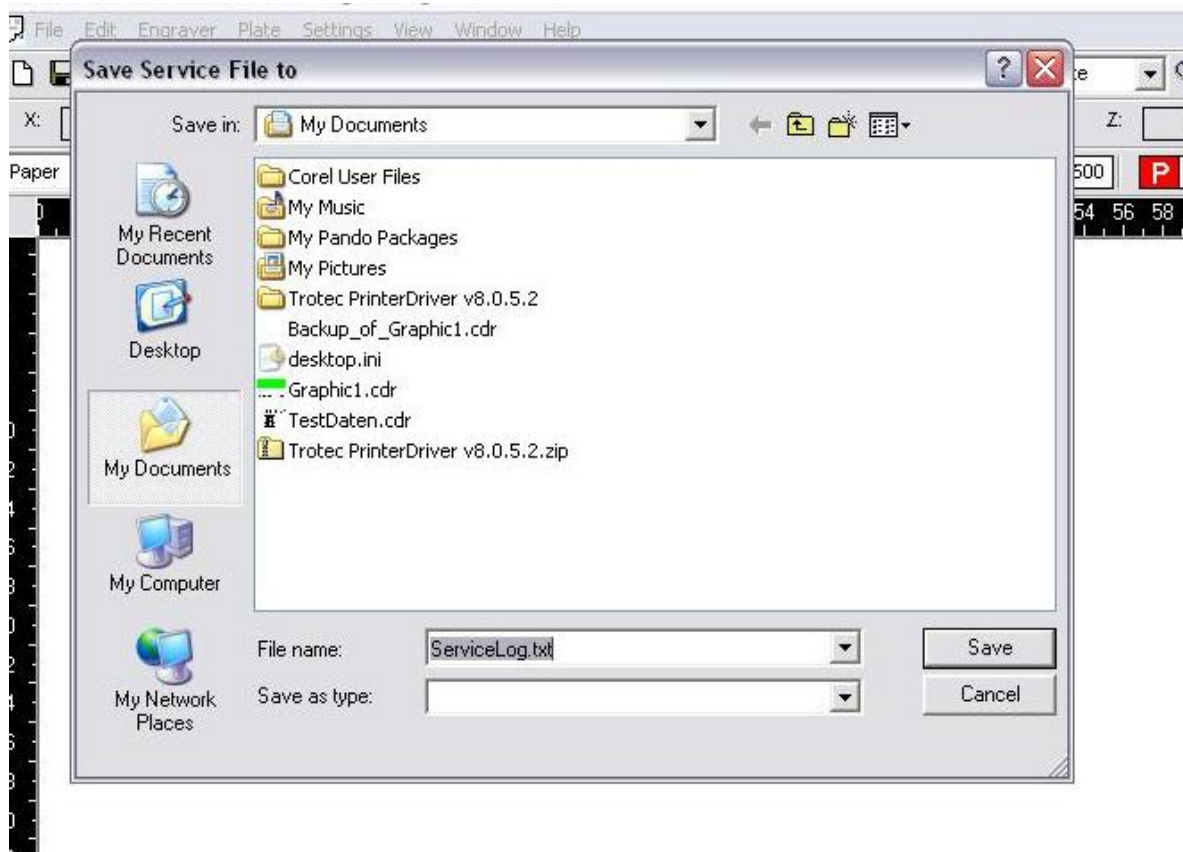 File Edit Engraver Plate Settings View Window Help
Save Service File to
X:
Save in: My Documents
Z:
Paper
500 P
54 56 58
My Recent
Documents
Desktop
My Documents
My Computer
My Network
Places
Corel User Files
My Music
My Pando Packages
My Pictures
Trotec PrinterDriver v8.0.5.2
Backup_of_Graphic1.cdr
desktop.ini
Graphic1.cdr
TestDaten.cdr
Trotec PrinterDriver v8.0.5.2.zip
File name: ServiceLog.txt Save
Save as type: Cancel